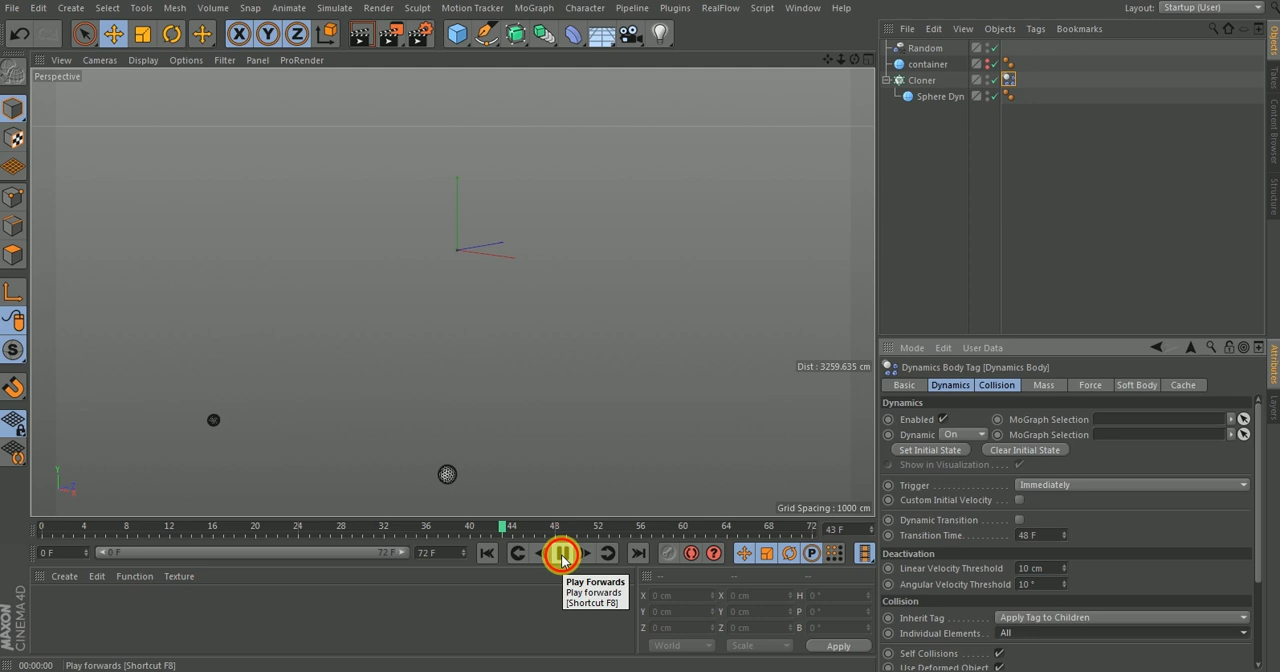 File Edit Create Select Tools Mesh Volume Snap Animate Simulate Render Sculpt Motion Tracker MoGraph Character Pipeline Plugins RealFlow Script Window Help Layout: Startup (User)
X Y Z
File Edit View Objects Tags Bookmarks
View Cameras Display Options Filter Panel ProRender
Perspective
Random
container
Cloner
Sphere Dyn
Objects
Takes
Content Browser
Structure
Dist : 3259.635 cm
Grid Spacing : 1000 cm
Y
Mode Edit User Data
Attributes
Layers
Dynamics Body Tag [Dynamics Body]
Basic Dynamics Collision Mass Force Soft Body Cache
Dynamics
Enabled MoGraph Selection
Dynamic On MoGraph Selection
Set Initial State Clear Initial State
Show in Visualization . . . .
Trigger . . . . . . . . . . . . . . . Immediately
Custom Initial Velocity
Dynamic Transition . . . . . .
Transition Time. . . . . . . . . 48 F
Deactivation
Linear Velocity Threshold 10 cm
Angular Velocity Threshold 10 °
Collision
Inherit Tag . . . . . . . . . Apply Tag to Children
Individual Elements. . All
Self Collisions . . .
Use Deformed Object
0 4 8 12 16 20 24 28 32 36 40 44 48 52 56 60 64 68 72 43 F
0 F 0 F 72 F 72 F
P
Play Forwards
Play forwards
[Shortcut F8]
Create Edit Function Texture
-- -- --
X 0 cm X 0 cm H 0 °
Y 0 cm Y 0 cm P 0 °
Z 0 cm Z 0 cm B 0 °
World Scale Apply
MAXON
CINEMA 4D
00:00:00 Play forwards [Shortcut F8]